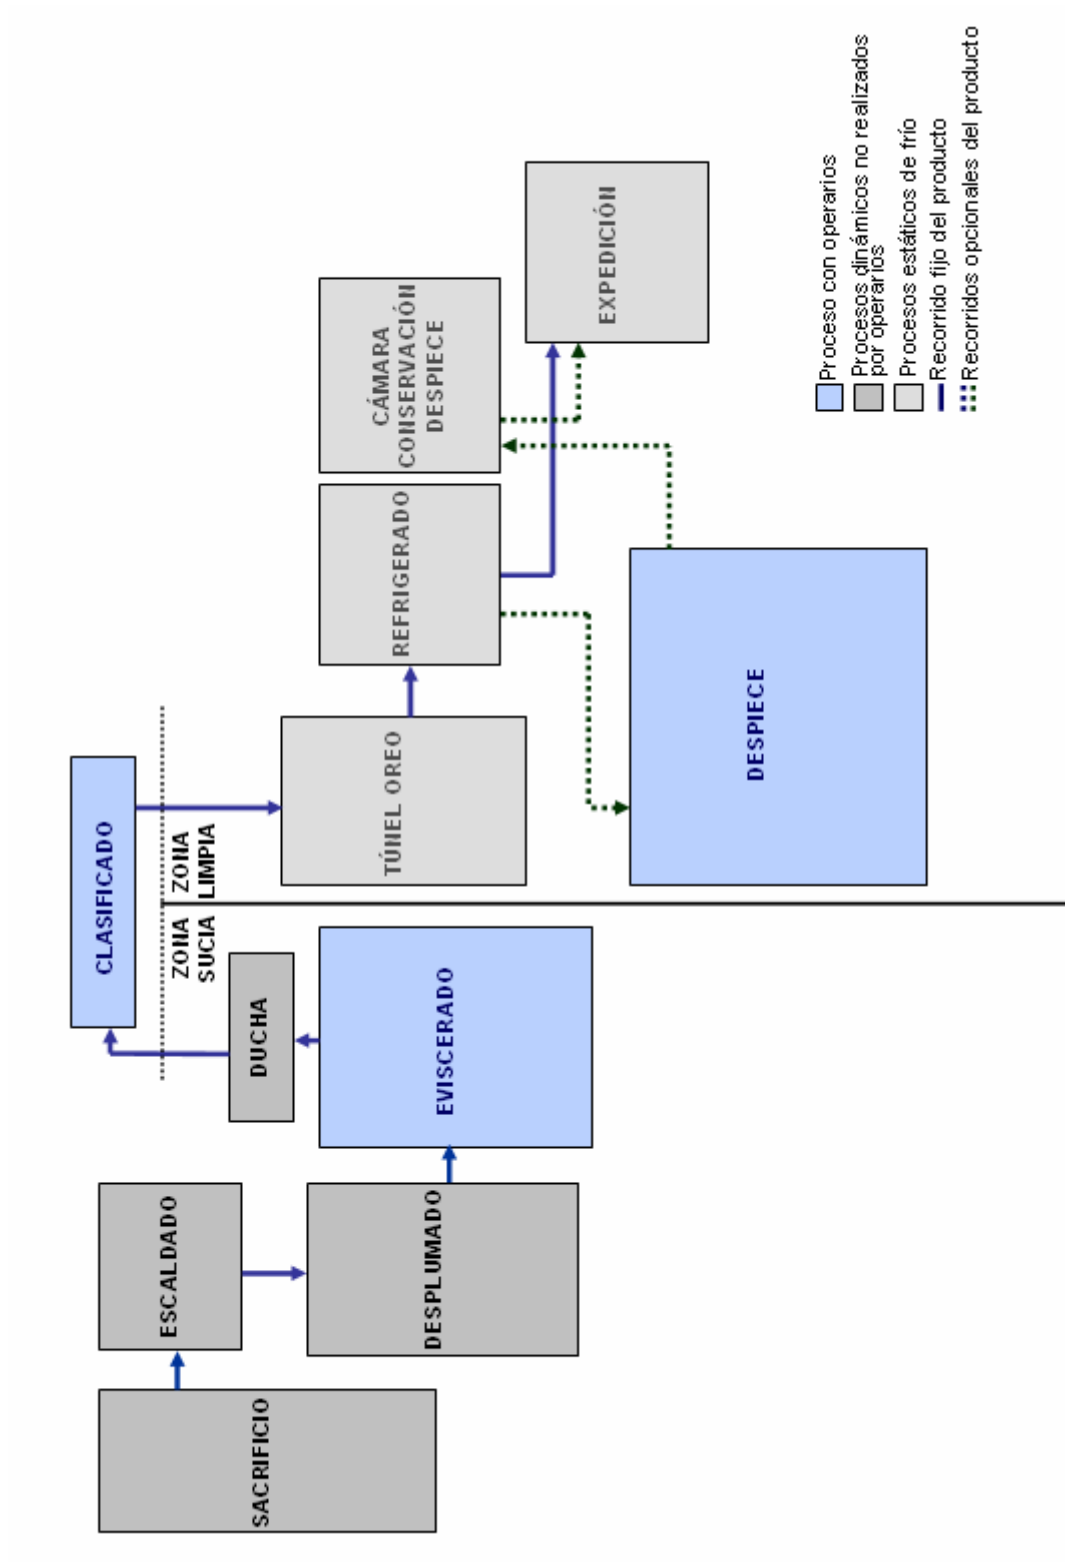 SACRIFICIO
ESCALDADO
DESPLUMADO
EVISCERADO
DUCHA
CLASIFICADO
ZONA
SUCIA
ZONA
LIMPIA
TÚNEL OREO
REFRIGERADO
CÁMARA
CONSERVACIÓN
DESPIECE
DESPIECE
EXPEDICIÓN
Proceso con operarios
Procesos dinámicos no realizados
por operarios
Procesos estáticos de frío
Recorrido fijo del producto
Recorridos opcionales del producto